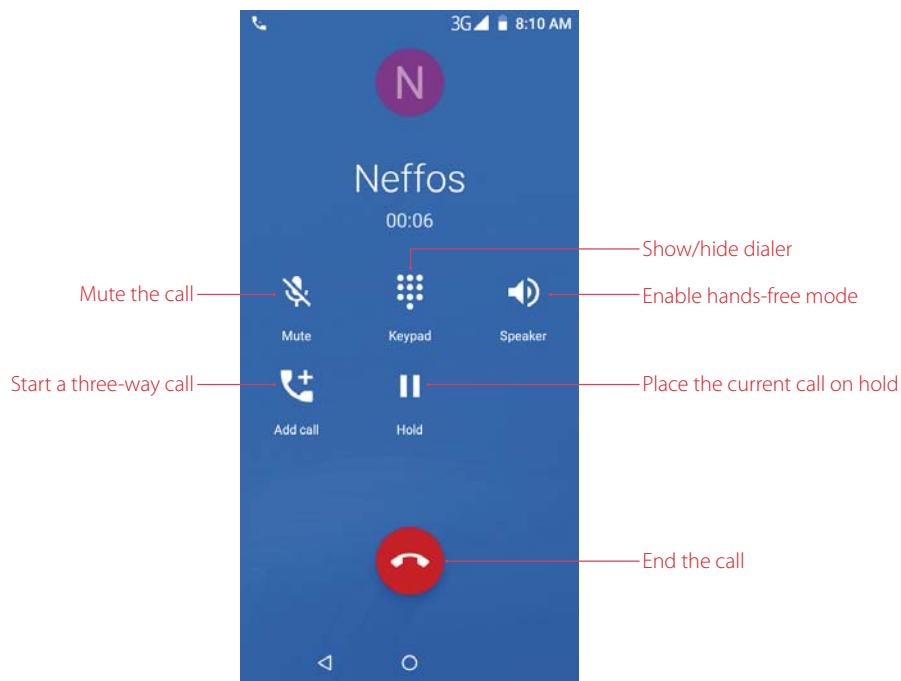 3G 8:10 AM
N
Neffos
00:06
Show/hide dialer
Mute the call
Enable hands-free mode
Mute Keypad Speaker
Start a three-way call
Place the current call on hold
Add call Hold
End the call